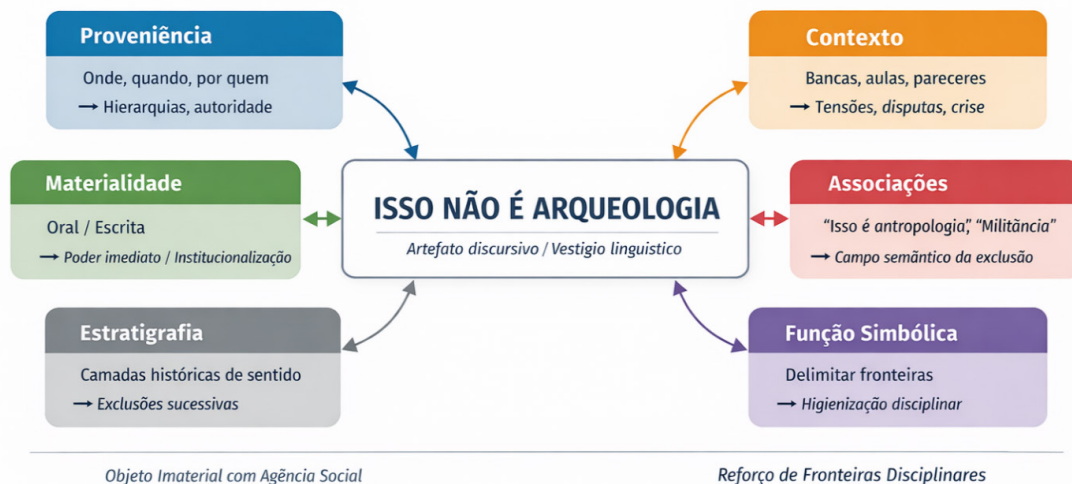 Proveniência
Onde, quando, por quem
→ Hierarquias, autoridade
Contexto
Bancas, aulas, pareceres
→ Tensões, disputas, crise
Materialidade
Oral / Escrita
→ Poder imediato / Institucionalização
ISSO NÃO É ARQUEOLOGIA
Artefato discursivo / Vestigio linguistico
Associações
“Isso é antropologia”, “Militância”
→ Campo semântico da exclusão
Estratigrafia
Camadas históricas de sentido
→ Exclusões sucessivas
Função Simbólica
Delimitar fronteiras
→ Higienização disciplinar
Objeto Imaterial com Agência Social
Reforço de Fronteiras Disciplinares